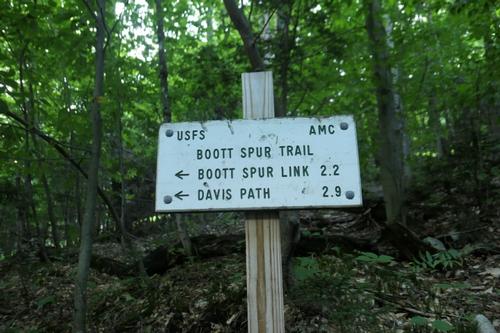 USFS AMC
BOOTT SPUR TRAIL
← BOOTT SPUR LINK 2.2
← DAVIS PATH 2.9